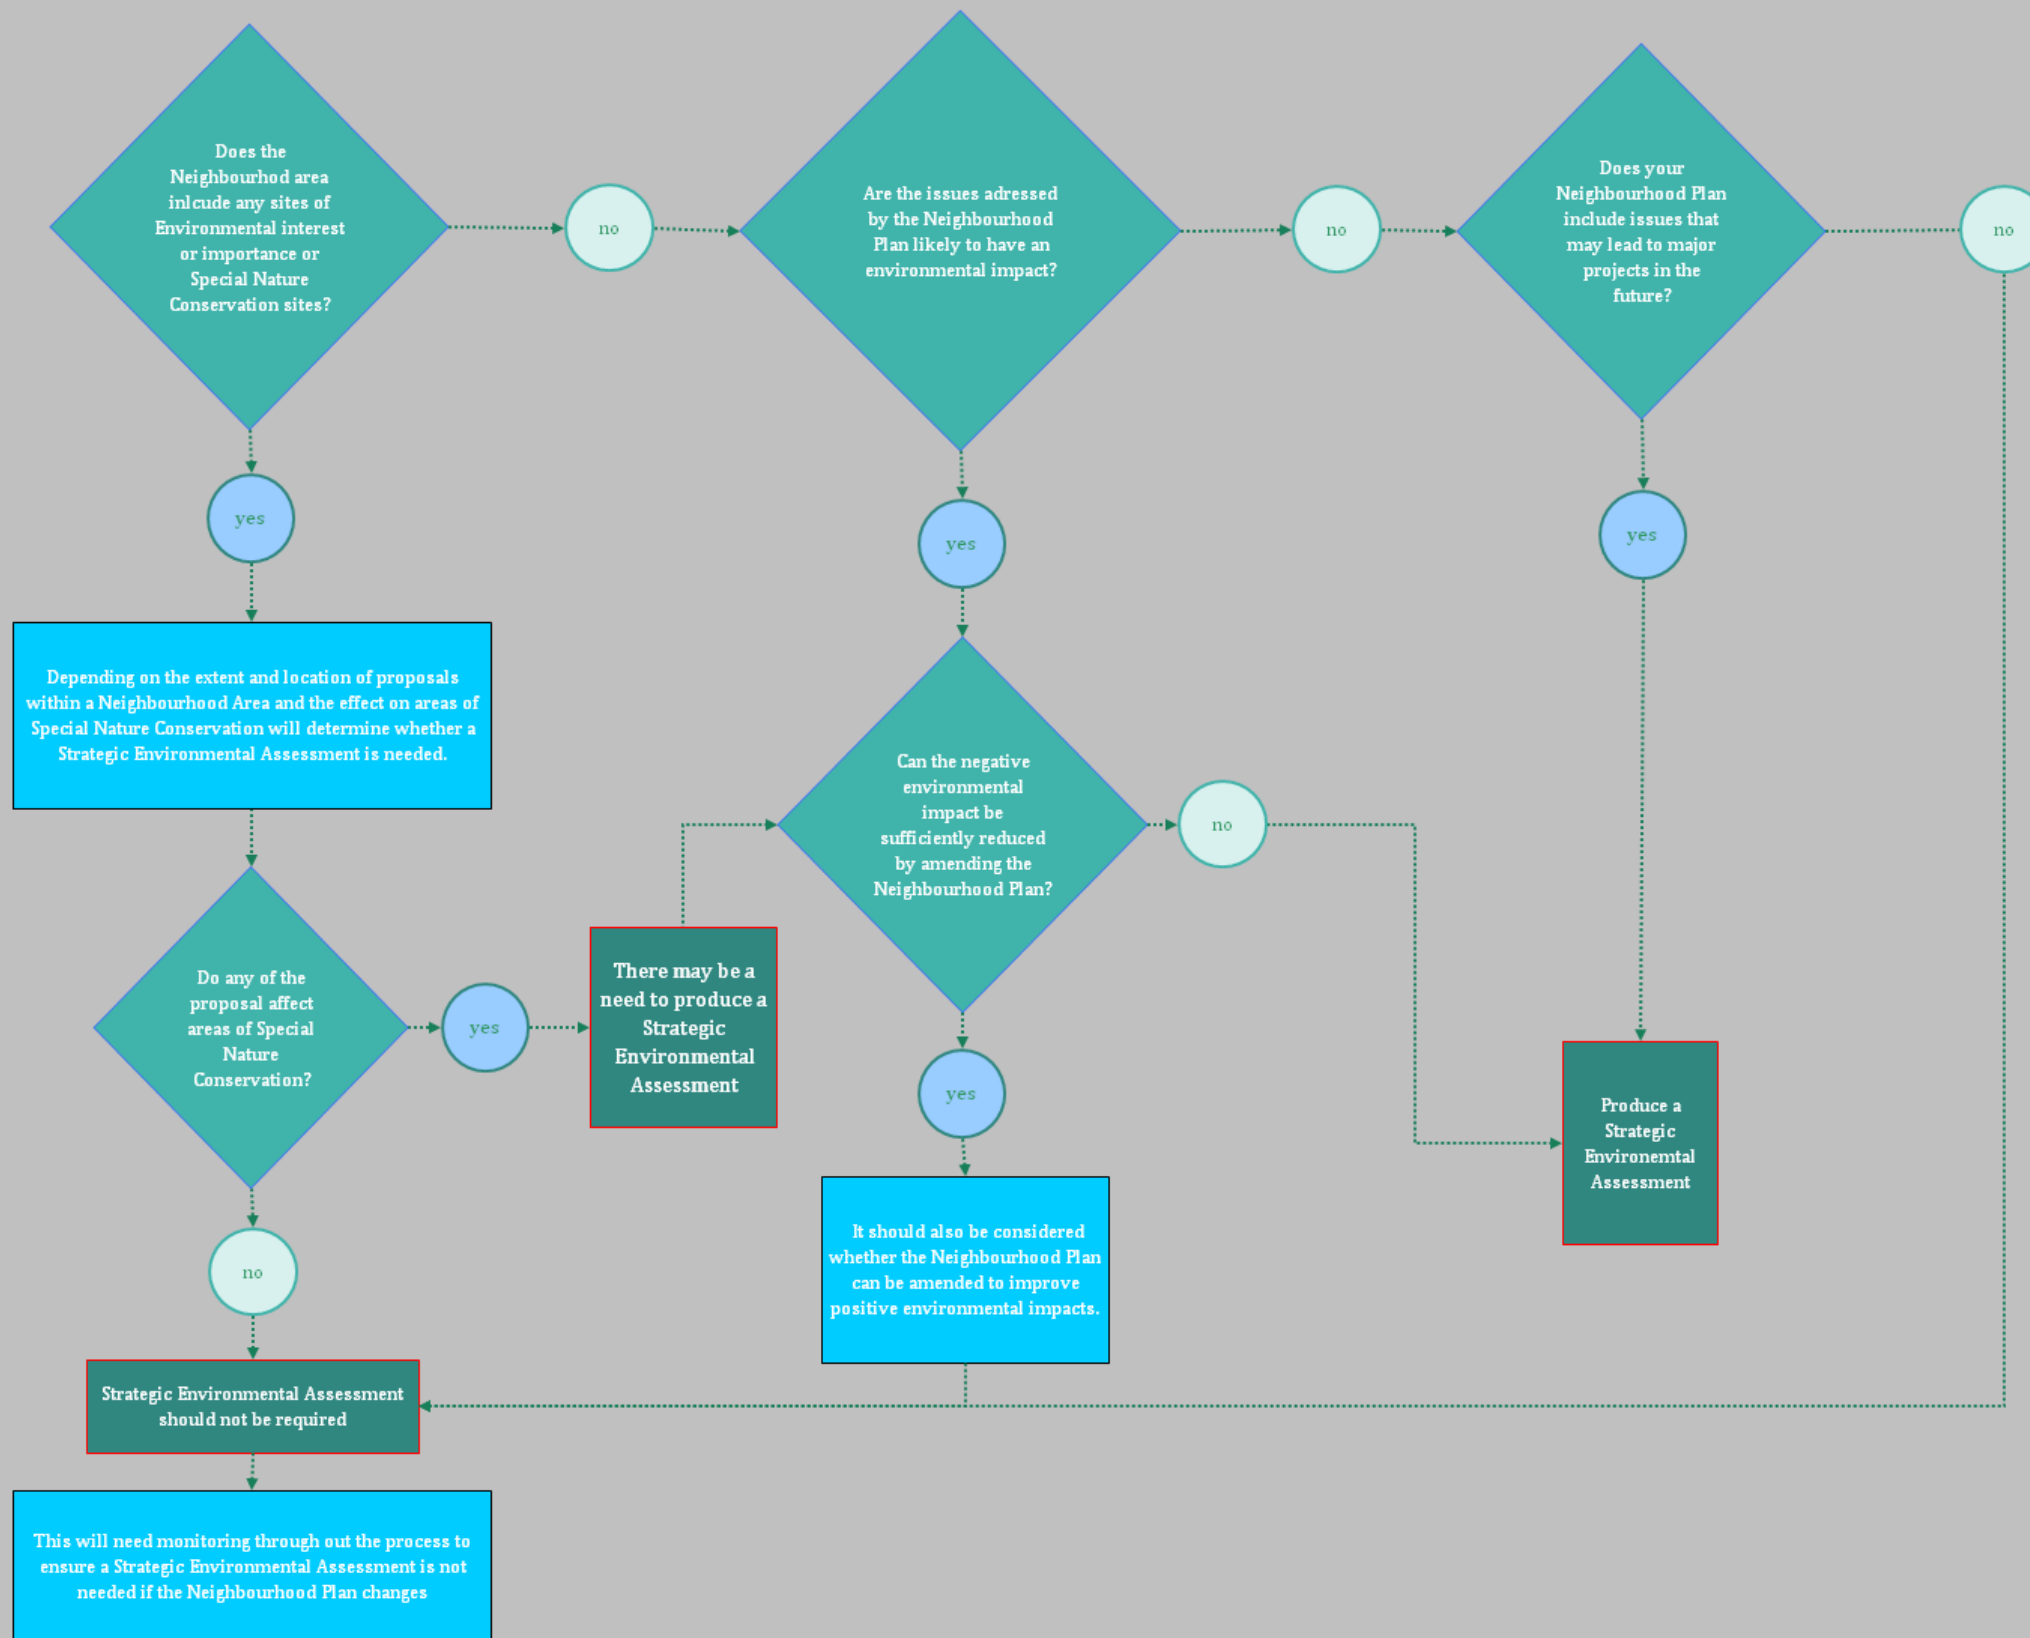 Does the
Neighbourhod area
inlcude any sites of
Environmental interest
or importance or
Special Nature
Conservation sites?
no
Are the issues adressed
by the Neighbourhood
Plan likely to have an
environmental impact?
no
Does your
Neighbourhood Plan
include issues that
may lead to major
projects in the
future?
no
yes
yes
yes
Depending on the extent and location of proposals
within a Neighbourhood Area and the effect on areas of
Special Nature Conservation will determine whether a
Strategic Environmental Assessment is needed.
Can the negative
environmental
impact be
sufficiently reduced
by amending the
Neighbourhood Plan?
no
Do any of the
proposal affect
areas of Special
Nature
Conservation?
yes
There may be a
need to produce a
Strategic
Environmental
Assessment
yes
Produce a
Strategic
Environemtal
Assessment
no
It should also be considered
whether the Neighbourhood Plan
can be amended to improve
positive environmental impacts.
Strategic Environmental Assessment
should not be required
This will need monitoring through out the process to
ensure a Strategic Environmental Assessment is not
needed if the Neighbourhood Plan changes